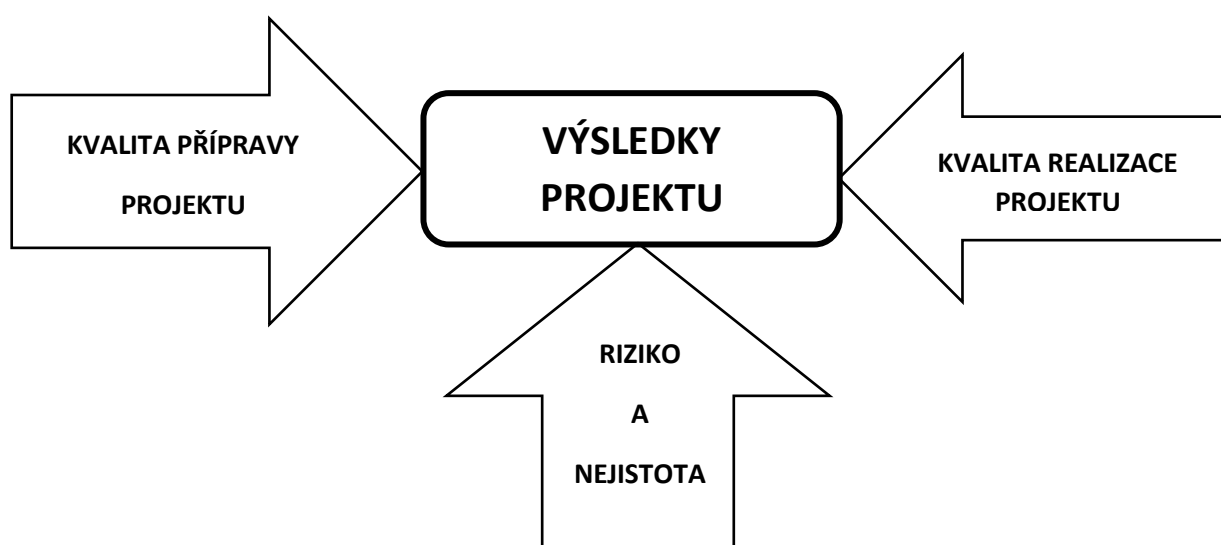 KVALITA PŘÍPRAVY
PROJEKTU
VÝSLEDKY
PROJEKTU
KVALITA REALIZACE
PROJEKTU
RIZIKO
A
NEJISTOTA